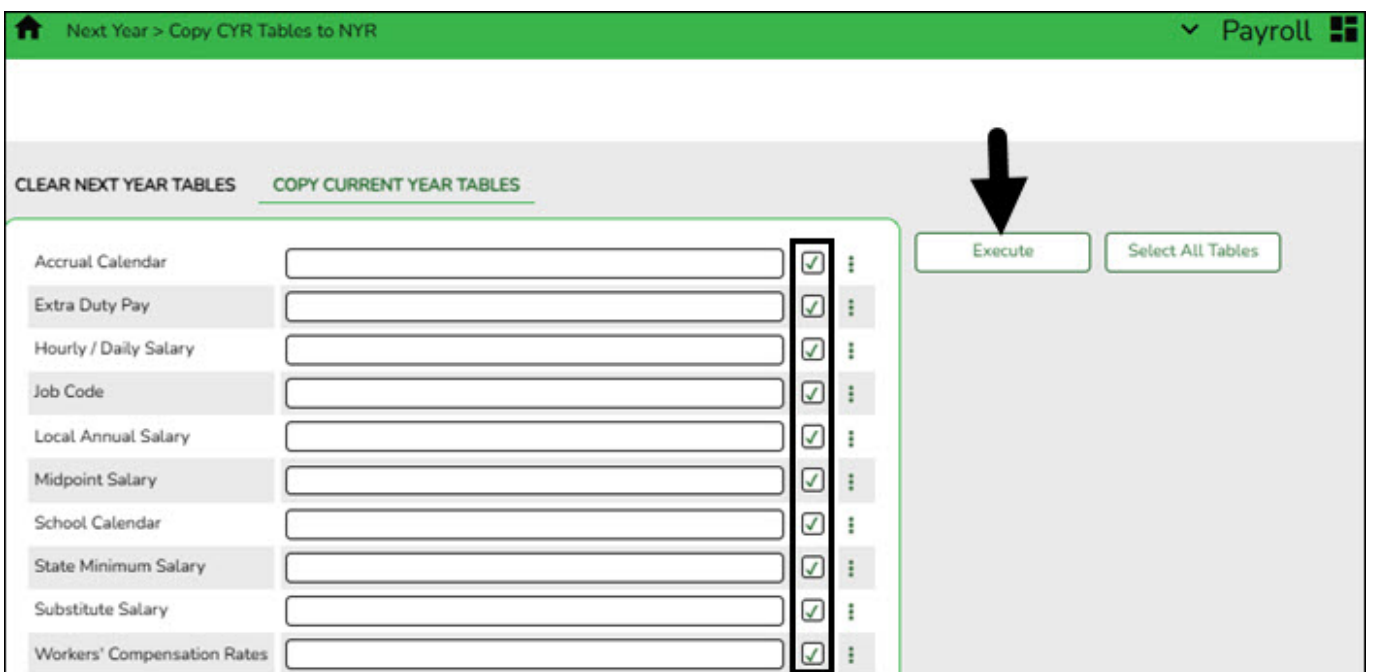 Next Year > Copy CYR Tables to NYR
Payroll
CLEAR NEXT YEAR TABLES
COPY CURRENT YEAR TABLES
Execute
Select All Tables
Accrual Calendar
Extra Duty Pay
Hourly / Daily Salary
Job Code
Local Annual Salary
Midpoint Salary
School Calendar
State Minimum Salary
Substitute Salary
Workers' Compensation Rates